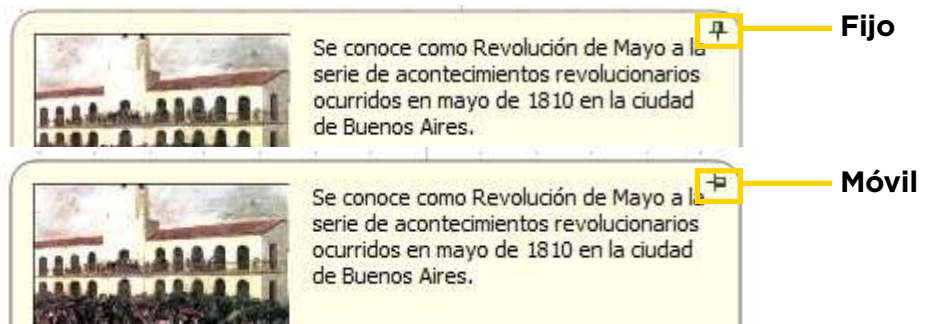 Se conoce como Revolución de Mayo a la
serie de acontecimientos revolucionarios
ocurridos en mayo de 1810 en la ciudad
de Buenos Aires.
Fijo
Se conoce como Revolución de Mayo a la
serie de acontecimientos revolucionarios
ocurridos en mayo de 1810 en la ciudad
de Buenos Aires.
Móvil